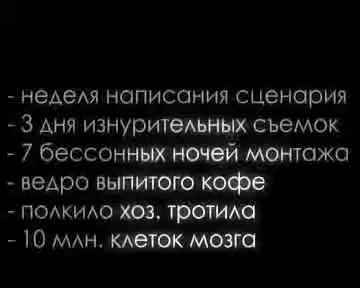 - неделя написания сценария
- 3 дня изнурительных съемок
- 7 бессонных ночей монтажа
- ведро выпитого кофе
- полкило хоз. тротила
- 10 млн. клеток мозга